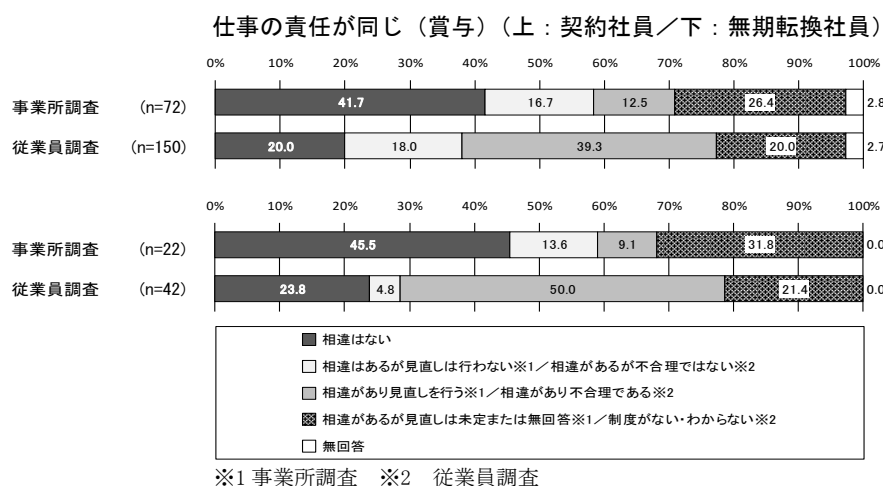 仕事の責任が同じ（賞与）（上：契約社員／下：無期転換社員）
0% 10% 20% 30% 40% 50% 60% 70% 80% 90% 100%
事業所調査 (n=72) 41.7 16.7 12.5 26.4 2.8
従業員調査 (n=150) 20.0 18.0 39.3 20.0 2.7
0% 10% 20% 30% 40% 50% 60% 70% 80% 90% 100%
事業所調査 (n=22) 45.5 13.6 9.1 31.8 0.0
従業員調査 (n=42) 23.8 4.8 50.0 21.4 0.0
相違はない
相違はあるが見直しは行わない※1／相違があるが不合理ではない※2
相違があり見直しを行う※1／相違があり不合理である※2
相違があるが見直しは未定または無回答※1／制度がない・わからない※2
無回答
※1 事業所調査 ※2 従業員調査